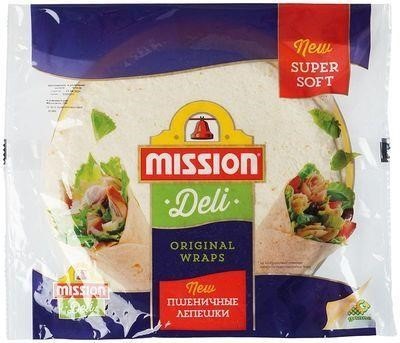 New
SUPER
SOFT
MISSION
Deli
ORIGINAL
WRAPS
New
ПШЕНИЧНЫЕ
ЛЕПЕШКИ
MISSION
Deli